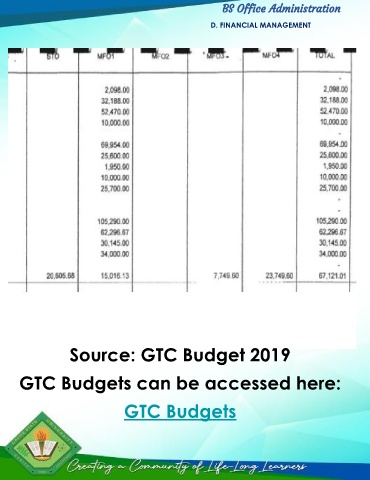 BS Office Administration
D. FINANCIAL MANAGEMENT
STO MFO1 MFO2 MFO3 MFO4 TOTAL
-
2,098.00 2,098.00
32,188.00 32,188.00
52,470.00 52,470.00
10,000.00 10,000.00
-
69,954.00 69,954.00
25,600.00 25,600.00
1,950.00 1,950.00
10,000.00 10,000.00
25,700.00 25,700.00
-
-
105,290.00 105,290.00
62,296.67 62,296.67
30,145.00 30,145.00
34,000.00 34,000.00
-
20,605.68 15,016.13 7,749.60 23,749.60 67,121.01
Source: GTC Budget 2019
GTC Budgets can be accessed here:
GTC Budgets
Creating a Community of Life-Long Learners